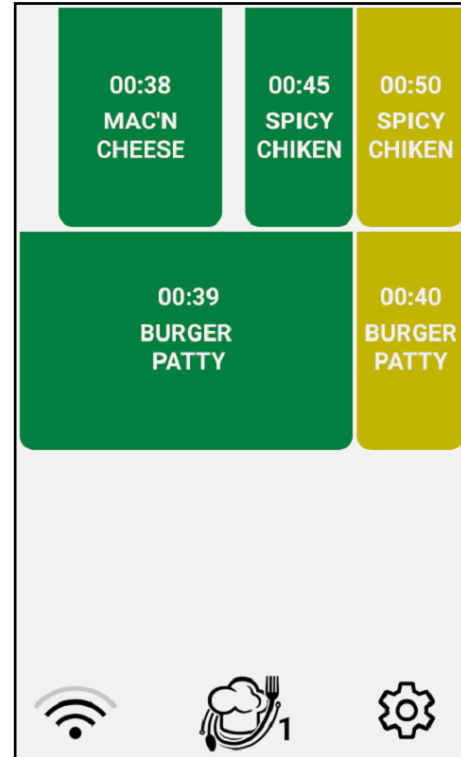 00:38
MAC'N
CHEESE
00:45
SPICY
CHIKEN
00:50
SPICY
CHIKEN
00:39
BURGER
PATTY
00:40
BURGER
PATTY
1